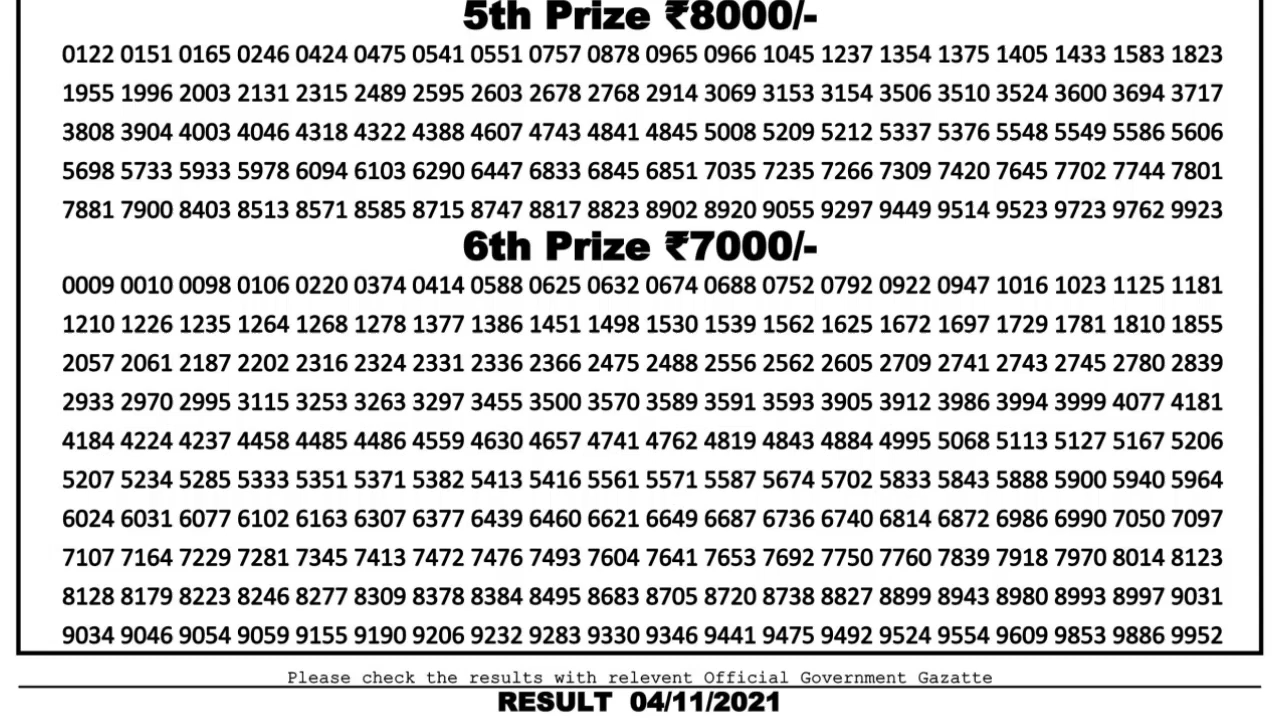 5th Prize ₹8000/-
0122 0151 0165 0246 0424 0475 0541 0551 0757 0878 0965 0966 1045 1237 1354 1375 1405 1433 1583 1823
1955 1996 2003 2131 2315 2489 2595 2603 2678 2768 2914 3069 3153 3154 3506 3510 3524 3600 3694 3717
3808 3904 4003 4046 4318 4322 4388 4607 4743 4841 4845 5008 5209 5212 5337 5376 5548 5549 5586 5606
5698 5733 5933 5978 6094 6103 6290 6447 6833 6845 6851 7035 7235 7266 7309 7420 7645 7702 7744 7801
7881 7900 8403 8513 8571 8585 8715 8747 8817 8823 8902 8920 9055 9297 9449 9514 9523 9723 9762 9923
6th Prize ₹7000/-
0009 0010 0098 0106 0220 0374 0414 0588 0625 0632 0674 0688 0752 0792 0922 0947 1016 1023 1125 1181
1210 1226 1235 1264 1268 1278 1377 1386 1451 1498 1530 1539 1562 1625 1672 1697 1729 1781 1810 1855
2057 2061 2187 2202 2316 2324 2331 2336 2366 2475 2488 2556 2562 2605 2709 2741 2743 2745 2780 2839
2933 2970 2995 3115 3253 3263 3297 3455 3500 3570 3589 3591 3593 3905 3912 3986 3994 3999 4077 4181
4184 4224 4237 4458 4485 4486 4559 4630 4657 4741 4762 4819 4843 4884 4995 5068 5113 5127 5167 5206
5207 5234 5285 5333 5351 5371 5382 5413 5416 5561 5571 5587 5674 5702 5833 5843 5888 5900 5940 5964
6024 6031 6077 6102 6163 6307 6377 6439 6460 6621 6649 6687 6736 6740 6814 6872 6986 6990 7050 7097
7107 7164 7229 7281 7345 7413 7472 7476 7493 7604 7641 7653 7692 7750 7760 7839 7918 7970 8014 8123
8128 8179 8223 8246 8277 8309 8378 8384 8495 8683 8705 8720 8738 8827 8899 8943 8980 8993 8997 9031
9034 9046 9054 9059 9155 9190 9206 9232 9283 9330 9346 9441 9475 9492 9524 9554 9609 9853 9886 9952
Please check the results with relevent Official Government Gazatte
RESULT 04/11/2021